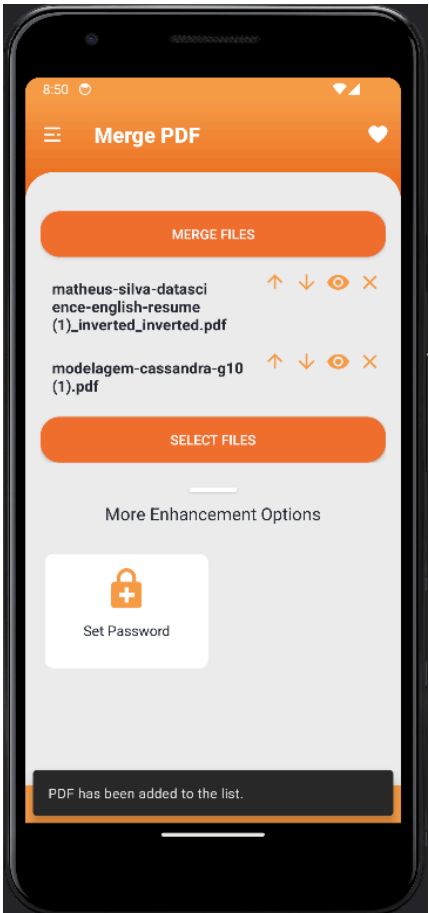 8:50
Merge PDF
MERGE FILES
matheus-silva-datasci
ence-english-resume
(1)_inverted_inverted.pdf
modelagem-cassandra-g10
(1).pdf
SELECT FILES
More Enhancement Options
Set Password
PDF has been added to the list.